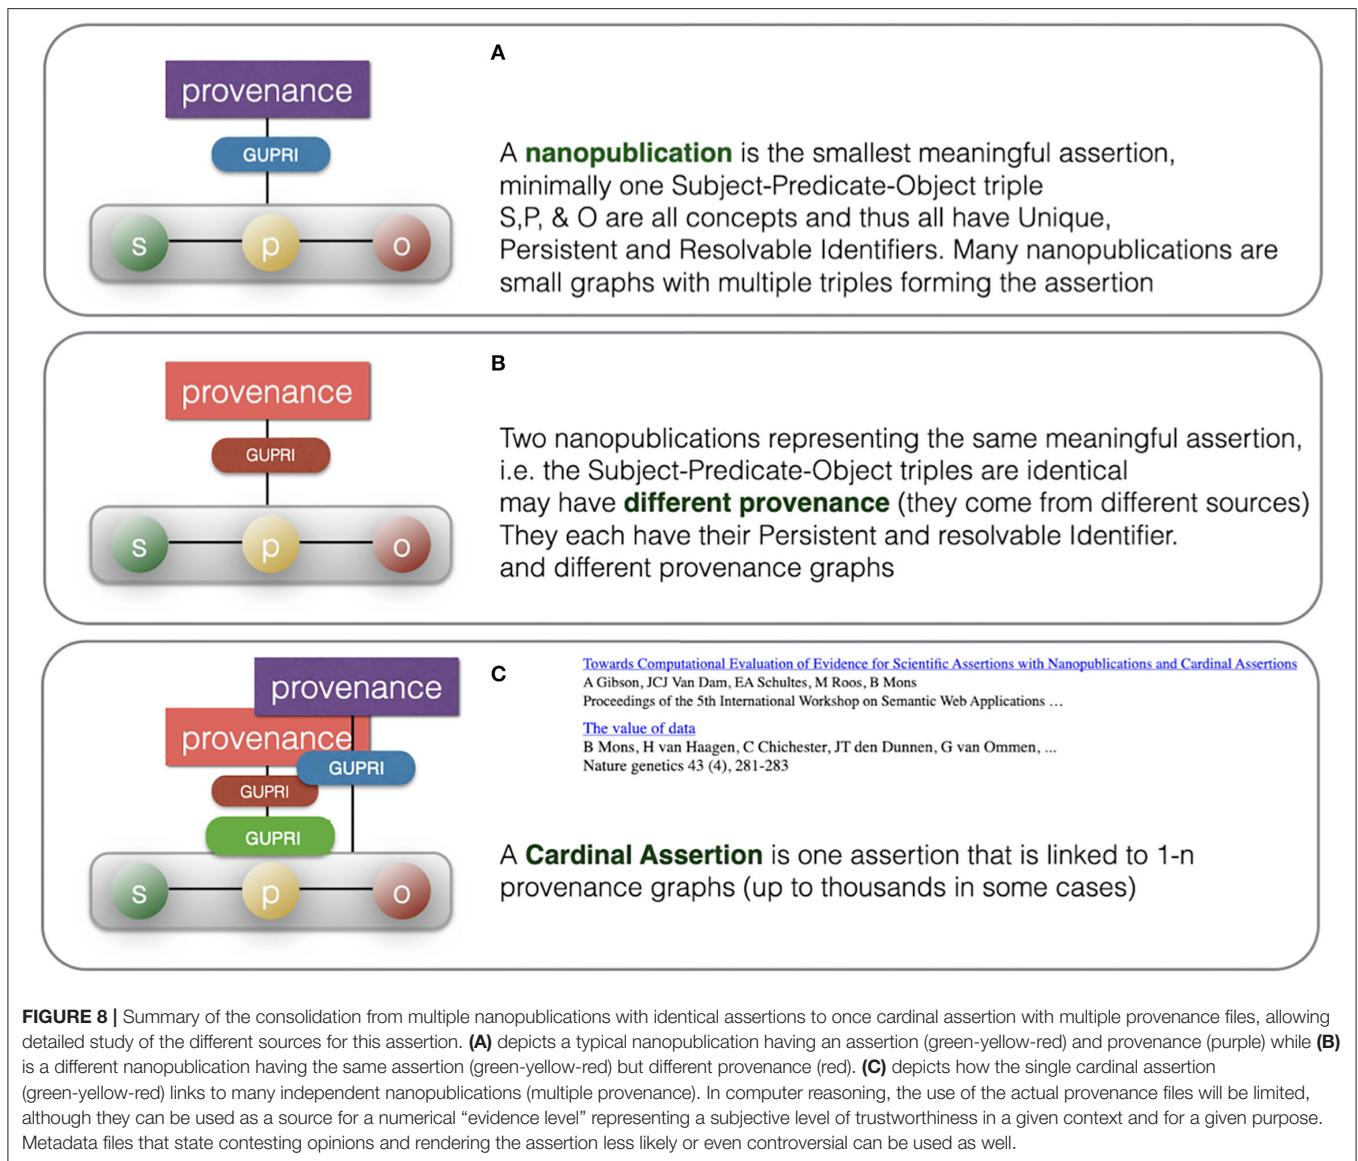 A
provenance
GUPRI
s p o
A nanopublication is the smallest meaningful assertion,
minimally one Subject-Predicate-Object triple
S,P, & O are all concepts and thus all have Unique,
Persistent and Resolvable Identifiers. Many nanopublications are
small graphs with multiple triples forming the assertion
B
provenance
GUPRI
s p o
Two nanopublications representing the same meaningful assertion,
i.e. the Subject-Predicate-Object triples are identical
may have different provenance (they come from different sources)
They each have their Persistent and resolvable Identifier.
and different provenance graphs
C
provenance
provenance
GUPRI
GUPRI
GUPRI
s p o
Towards Computational Evaluation of Evidence for Scientific Assertions with Nanopublications and Cardinal Assertions
A Gibson, JCJ Van Dam, EA Schultes, M Roos, B Mons
Proceedings of the 5th International Workshop on Semantic Web Applications …
The value of data
B Mons, H van Haagen, C Chichester, JT den Dunnen, G van Ommen, ...
Nature genetics 43 (4), 281-283
A Cardinal Assertion is one assertion that is linked to 1-n
provenance graphs (up to thousands in some cases)
FIGURE 8 | Summary of the consolidation from multiple nanopublications with identical assertions to once cardinal assertion with multiple provenance files, allowing
detailed study of the different sources for this assertion. (A) depicts a typical nanopublication having an assertion (green-yellow-red) and provenance (purple) while (B)
is a different nanopublication having the same assertion (green-yellow-red) but different provenance (red). (C) depicts how the single cardinal assertion
(green-yellow-red) links to many independent nanopublications (multiple provenance). In computer reasoning, the use of the actual provenance files will be limited,
although they can be used as a source for a numerical “evidence level” representing a subjective level of trustworthiness in a given context and for a given purpose.
Metadata files that state contesting opinions and rendering the assertion less likely or even controversial can be used as well.